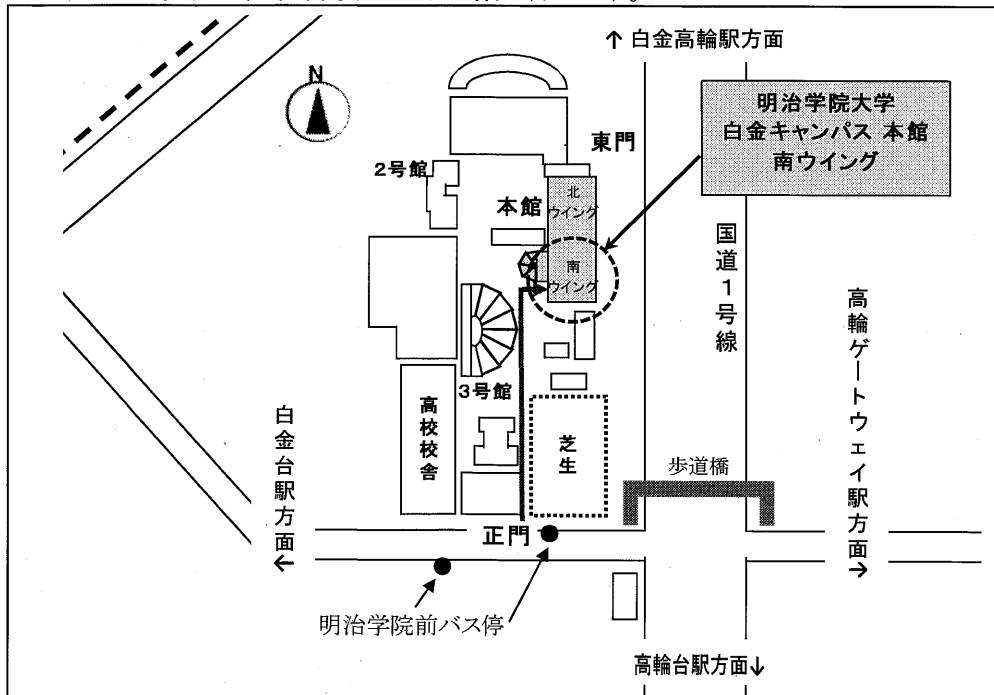 ↑ 白金高輪駅方面
N
明治学院大学
白金キャンパス 本館
南ウイング
東門
2号館
北
ウイング
本館
南
ウイング
国道1号線
高輪ゲートウェイ駅方面→
3号館
高校校舎
芝生
白金台駅方面←
歩道橋
正門
明治学院前バス停
高輪台駅方面↓